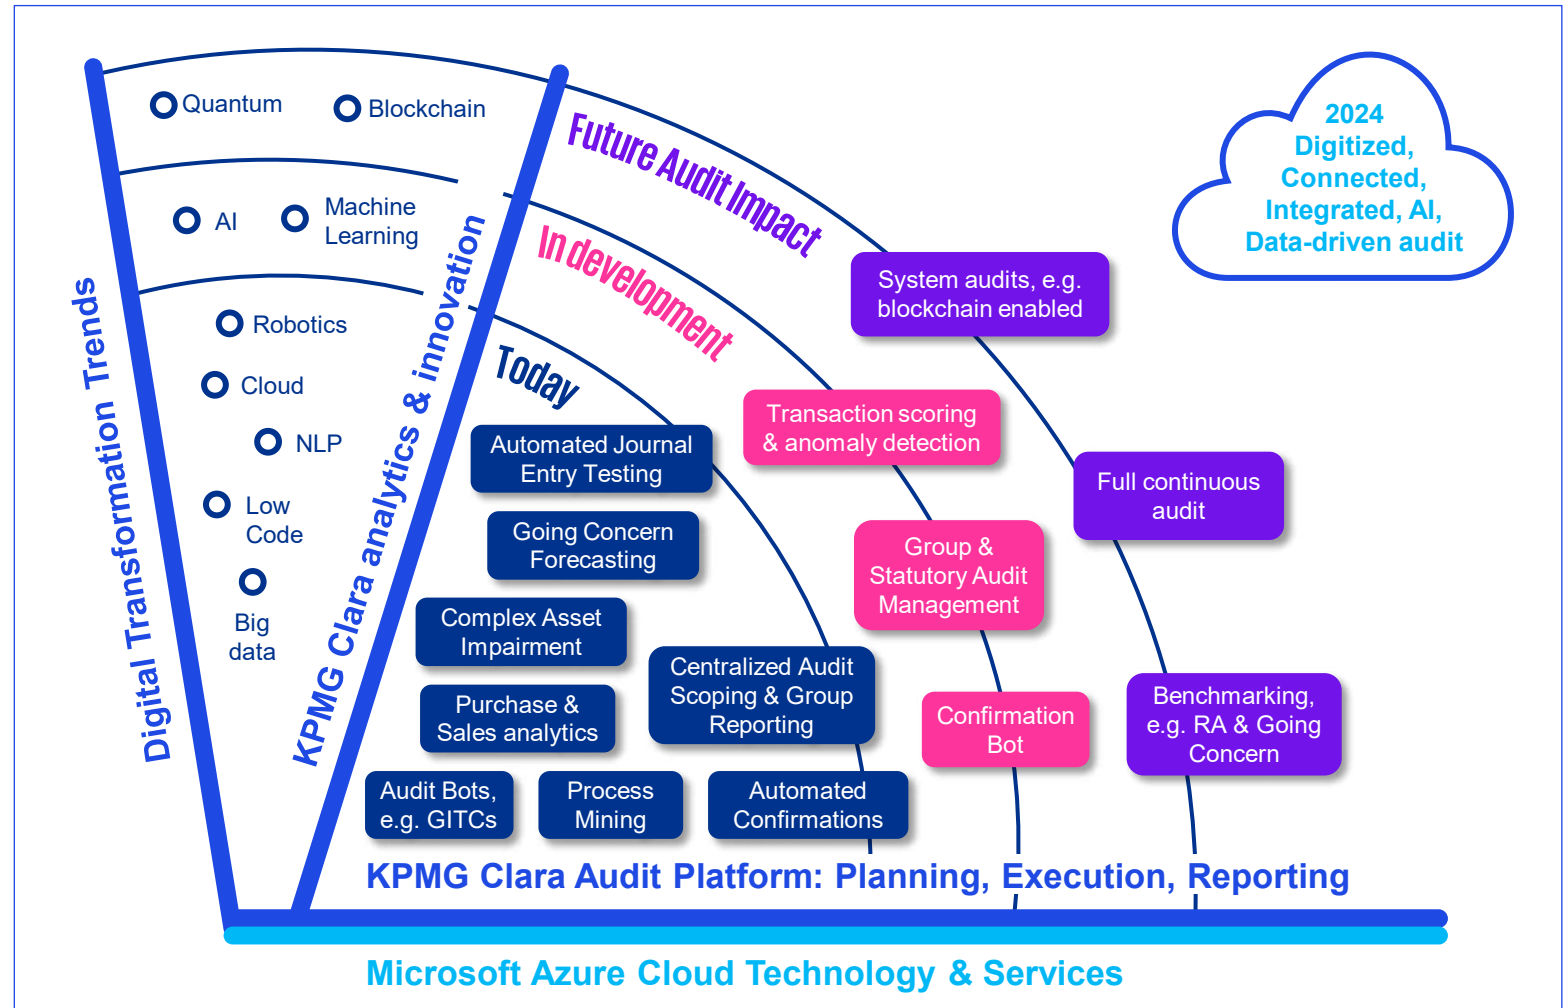 Quantum
Blockchain
AI
Machine
Learning
Robotics
Cloud
NLP
Low
Code
Big
data
Digital Transformation Trends
KPMG Clara analytics & innovation
Future Audit Impact
In development
Today
2024
Digitized,
Connected,
Integrated, AI,
Data-driven audit
System audits, e.g.
blockchain enabled
Transaction scoring
& anomaly detection
Full continuous
audit
Group &
Statutory Audit
Management
Confirmation
Bot
Benchmarking,
e.g. RA & Going
Concern
Automated Journal
Entry Testing
Going Concern
Forecasting
Complex Asset
Impairment
Centralized Audit
Scoping & Group
Reporting
Purchase &
Sales analytics
Audit Bots,
e.g. GITCs
Process
Mining
Automated
Confirmations
KPMG Clara Audit Platform: Planning, Execution, Reporting
Microsoft Azure Cloud Technology & Services